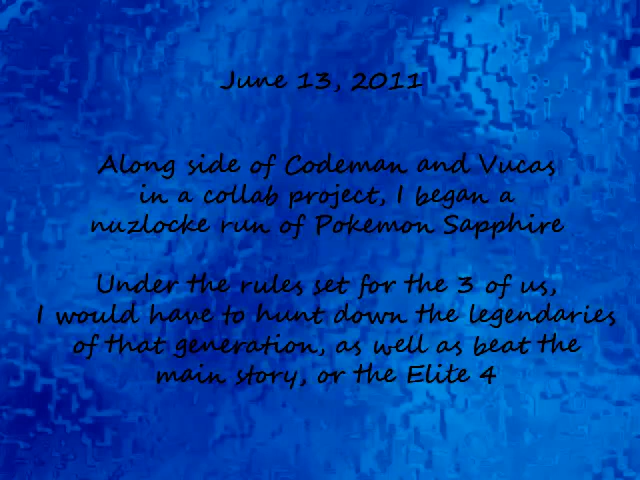 June 13, 2011
Along side of Codeman and Vucas
in a collab project, I began a
nuzlocke run of Pokemon Sapphire
Under the rules set for the 3 of us,
I would have to hunt down the legendaries
of that generation, as well as beat the
main story, or the Elite 4